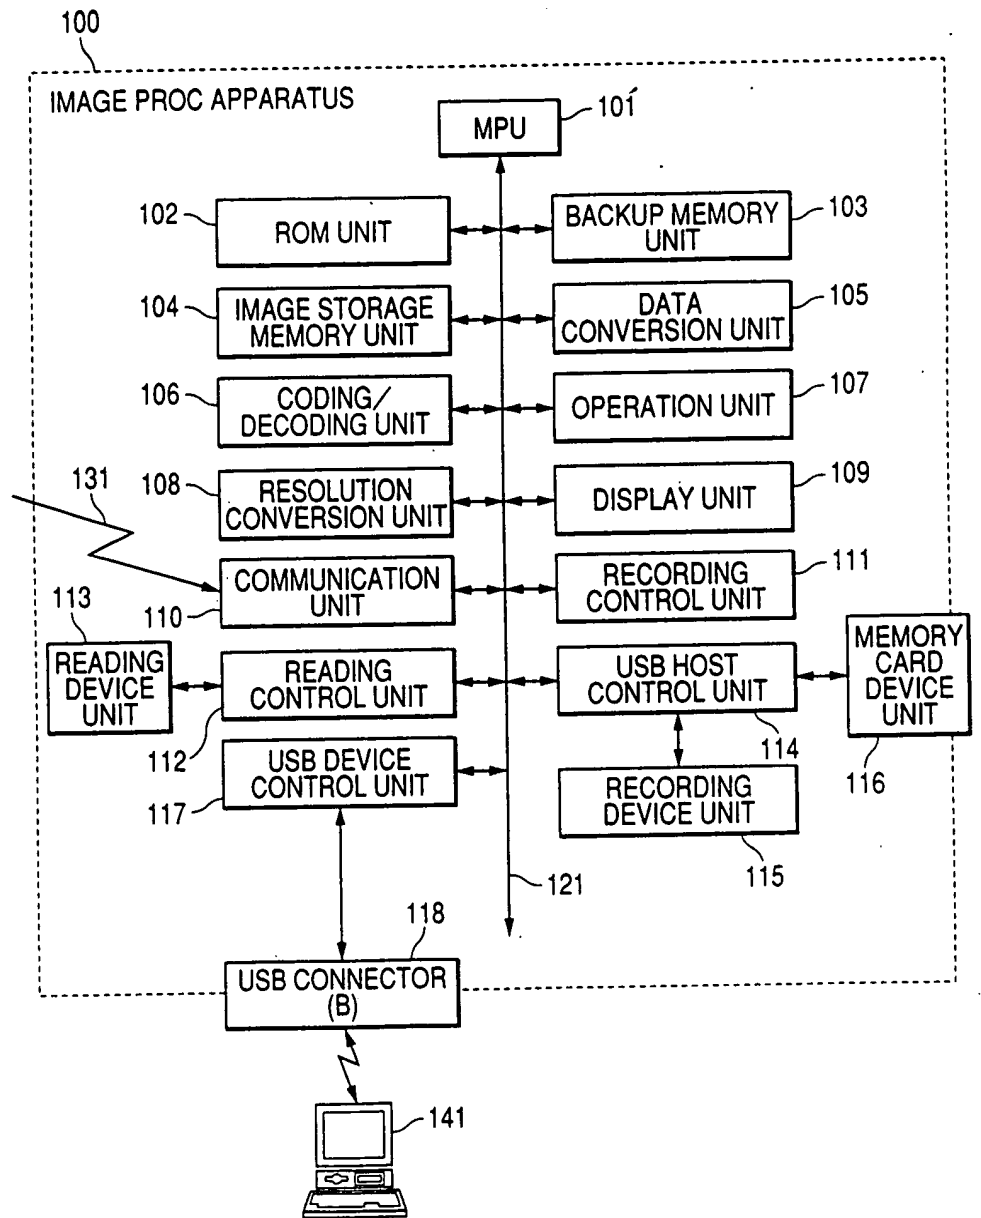 100
IMAGE PROC APPARATUS
MPU
101
102
ROM UNIT
BACKUP MEMORY
UNIT
103
104
IMAGE STORAGE
MEMORY UNIT
DATA
CONVERSION UNIT
105
106
CODING/
DECODING UNIT
OPERATION UNIT
107
131
108
RESOLUTION
CONVERSION UNIT
DISPLAY UNIT
109
COMMUNICATION
UNIT
110
RECORDING
CONTROL UNIT
111
113
READING
DEVICE
UNIT
READING
CONTROL UNIT
112
USB HOST
CONTROL UNIT
114
MEMORY
CARD
DEVICE
UNIT
116
USB DEVICE
CONTROL UNIT
117
RECORDING
DEVICE UNIT
115
121
118
USB CONNECTOR
(B)
141